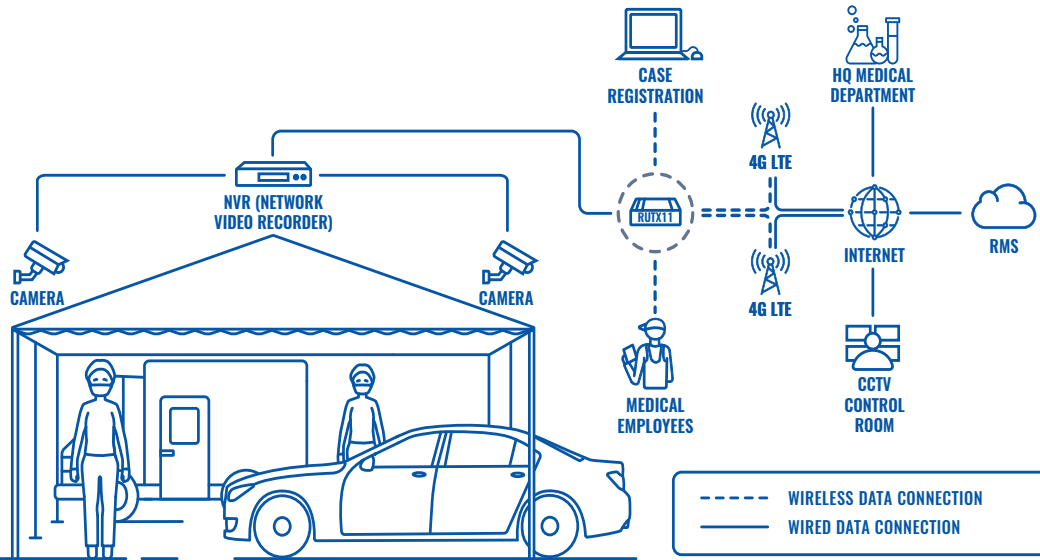 CASE
REGISTRATION
HQ MEDICAL
DEPARTMENT
4G LTE
NVR (NETWORK
VIDEO RECORDER)
RUTX11
INTERNET
RMS
CAMERA
CAMERA
4G LTE
MEDICAL
EMPLOYEES
CCTV
CONTROL
ROOM
WIRELESS DATA CONNECTION
WIRED DATA CONNECTION